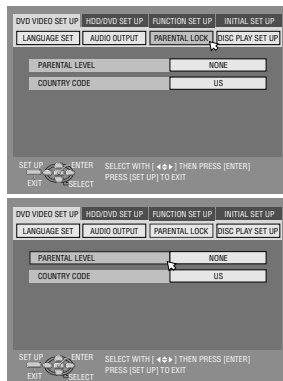 DVD VIDEO SET UP HDD/DVD SET UP FUNCTION SET UP INITIAL SET UP
LANGUAGE SET AUDIO OUTPUT PARENTAL LOCK DISC PLAY SET UP
PARENTAL LEVEL NONE
COUNTRY CODE US
SET UP ENTER SELECT WITH [ ] THEN PRESS [ENTER]
EXIT SELECT PRESS [SET UP] TO EXIT
DVD VIDEO SET UP HDD/DVD SET UP FUNCTION SET UP INITIAL SET UP
LANGUAGE SET AUDIO OUTPUT PARENTAL LOCK DISC PLAY SET UP
PARENTAL LEVEL NONE
COUNTRY CODE US
SET UP ENTER SELECT WITH [ ] THEN PRESS [ENTER]
EXIT SELECT PRESS [SET UP] TO EXIT